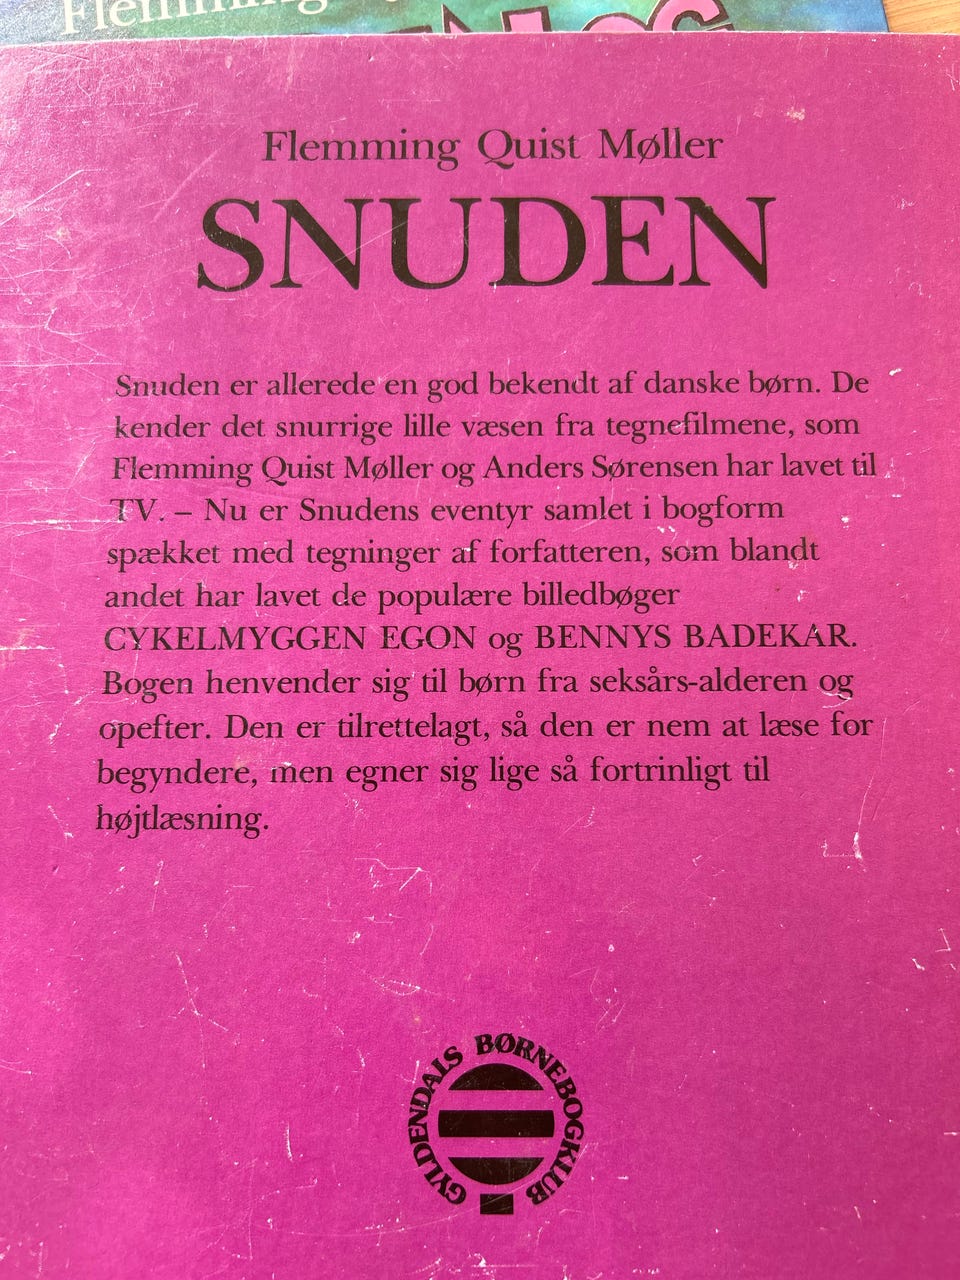 Flemming
Flemming Quist Møller
SNUDEN
Snuden er allerede en god bekendt af danske børn. De
kender det snurrige lille væsen fra tegnefilmene, som
Flemming Quist Møller og Anders Sørensen har lavet til
TV. – Nu er Snudens eventyr samlet i bogform
spækket med tegninger af forfatteren, som blandt
andet har lavet de populære billedbøger
CYKELMYGGEN EGON og BENNYS BADEKAR.
Bogen henvender sig til børn fra seksårs-alderen og
opefter. Den er tilrettelagt, så den er nem at læse for
begyndere, men egner sig lige så fortrinligt til
højtlæsning.
GYLDENDALS BØRNEBOGKLUB